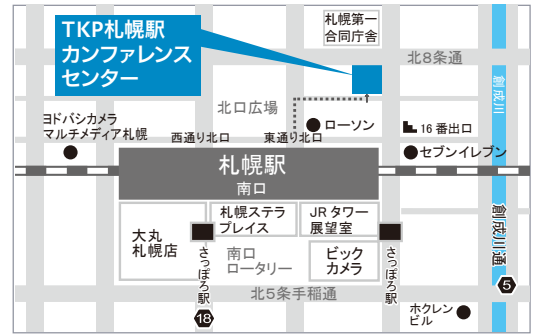 TKP札幌駅
カンファレンス
センター
札幌第一
合同庁舎
北8条通
創成川
北口広場
ローソン
16番出口
ヨドバシカメラ
マルチメディア札幌
西通り北口
東通り北口
セブンイレブン
札幌駅
南口
大丸
札幌店
さっぽろ駅
札幌ステラ
プレイス
JRタワー
展望室
南口
ロータリー
ビック
カメラ
さっぽろ駅
創成川通
5
北5条手稲通
18
ホクレン
ビル